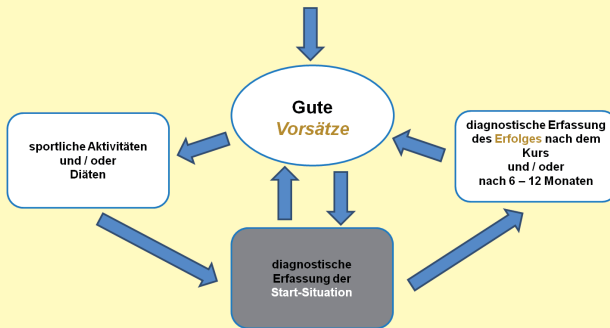 Gute
Vorsätze
sportliche Aktivitäten
und / oder
Diäten
diagnostische Erfassung
des Erfolges nach dem
Kurs
und / oder
nach 6 – 12 Monaten
diagnostische
Erfassung der
Start-Situation